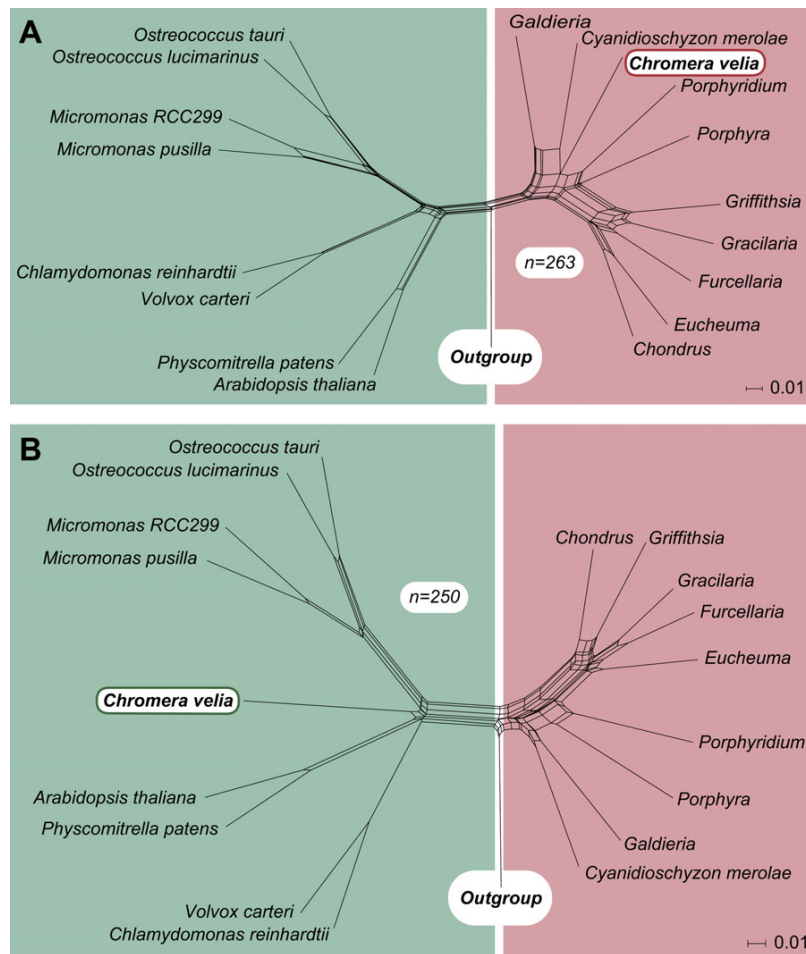 A
Ostreococcus tauri
Ostreococcus lucimarinus
Micromonas RCC299
Micromonas pusilla
Chlamydomonas reinhardtii
Volvox carteri
Physcomitrella patens
Arabidopsis thaliana
Outgroup
Galdieria
Cyanidioschyzon merolae
Chromera velia
Porphyridium
Porphyra
Griffithsia
Gracilaria
Furcellaria
Eucheuma
Chondrus
n=263
0.01
B
Ostreococcus tauri
Ostreococcus lucimarinus
Micromonas RCC299
Micromonas pusilla
n=250
Chromera velia
Arabidopsis thaliana
Physcomitrella patens
Volvox carteri
Chlamydomonas reinhardtii
Outgroup
Chondrus
Griffithsia
Gracilaria
Furcellaria
Eucheuma
Porphyridium
Porphyra
Galdieria
Cyanidioschyzon merolae
0.01